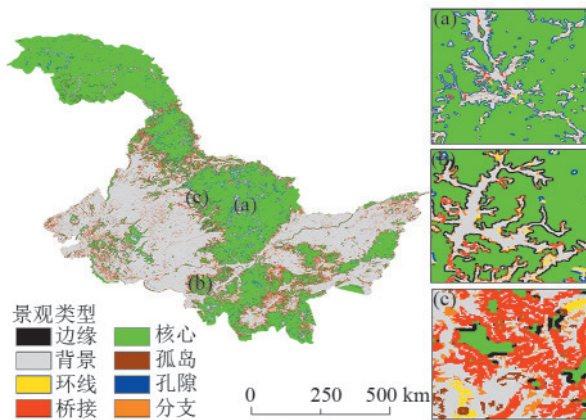 (a)
(c)
(a)
(b)
(b)
(c)
景观类型
边缘 核心
背景 孤岛
环线 孔隙
桥接 分支
0 250 500 km